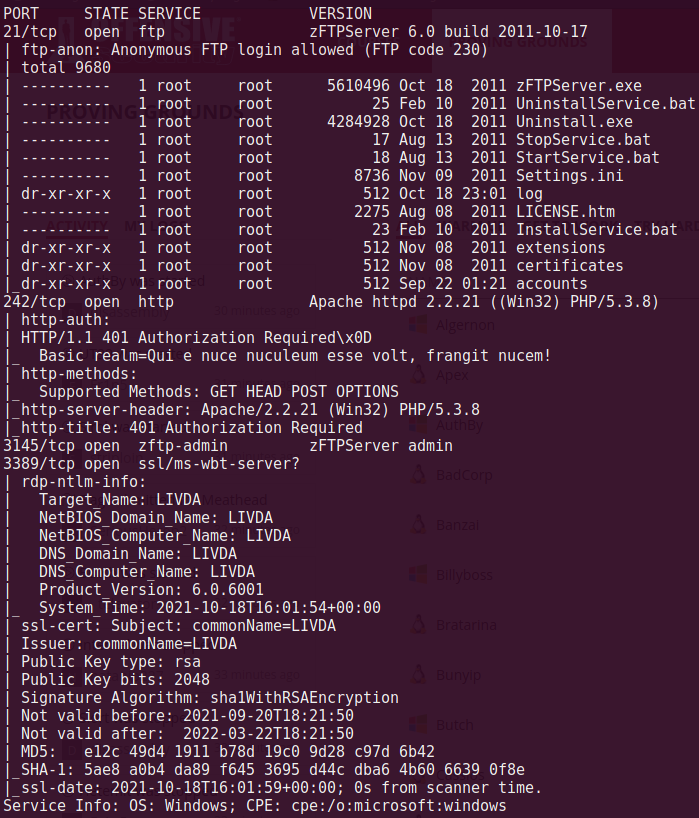 PORT     STATE SERVICE            VERSION
21/tcp   open  ftp                zFTPServer 6.0 build 2011-10-17
| ftp-anon: Anonymous FTP login allowed (FTP code 230)
| total 9680
| ----------   1 root     root      5610496 Oct 18  2011 zFTPServer.exe
| ----------   1 root     root           25 Feb 10  2011 UninstallService.bat
| ----------   1 root     root      4284928 Oct 18  2011 Uninstall.exe
| ----------   1 root     root           17 Aug 13  2011 StopService.bat
| ----------   1 root     root           18 Aug 13  2011 StartService.bat
| ----------   1 root     root         8736 Nov 09  2011 Settings.ini
| dr-xr-xr-x   1 root     root          512 Oct 18 23:01 log
| ----------   1 root     root         2275 Aug 08  2011 LICENSE.htm
| ----------   1 root     root           23 Feb 10  2011 InstallService.bat
| dr-xr-xr-x   1 root     root          512 Nov 08  2011 extensions
| dr-xr-xr-x   1 root     root          512 Nov 08  2011 certificates
|_dr-xr-xr-x   1 root     root          512 Sep 22 01:21 accounts
242/tcp  open  http               Apache httpd 2.2.21 ((Win32) PHP/5.3.8)
| http-auth:
| HTTP/1.1 401 Authorization Required\x0D
|_  Basic realm=Qui e nuce nuculeum esse volt, frangit nucem!
| http-methods:
|_  Supported Methods: GET HEAD POST OPTIONS
|_http-server-header: Apache/2.2.21 (Win32) PHP/5.3.8
|_http-title: 401 Authorization Required
3145/tcp open  zftp-admin         zFTPServer admin
3389/tcp open  ssl/ms-wbt-server?
| rdp-ntlm-info:
|   Target_Name: LIVDA
|   NetBIOS_Domain_Name: LIVDA
|   NetBIOS_Computer_Name: LIVDA
|   DNS_Domain_Name: LIVDA
|   DNS_Computer_Name: LIVDA
|   Product_Version: 6.0.6001
|_  System_Time: 2021-10-18T16:01:54+00:00
| ssl-cert: Subject: commonName=LIVDA
| Issuer: commonName=LIVDA
| Public Key type: rsa
| Public Key bits: 2048
| Signature Algorithm: sha1WithRSAEncryption
| Not valid before: 2021-09-20T18:21:50
| Not valid after:  2022-03-22T18:21:50
| MD5:   e12c 49d4 1911 b78d 19c0 9d28 c97d 6b42
|_SHA-1: 5ae8 a0b4 da89 f645 3695 d44c dba6 4b60 6639 0f8e
|_ssl-date: 2021-10-18T16:01:59+00:00; 0s from scanner time.
Service Info: OS: Windows; CPE: cpe:/o:microsoft:windows
PROVING GROUNDS
ACTIVITY
Algernon
Apex
AuthBy
BadCorp
Banzai
Billyboss
Bratarina
Bunyip
Butch
Meathead